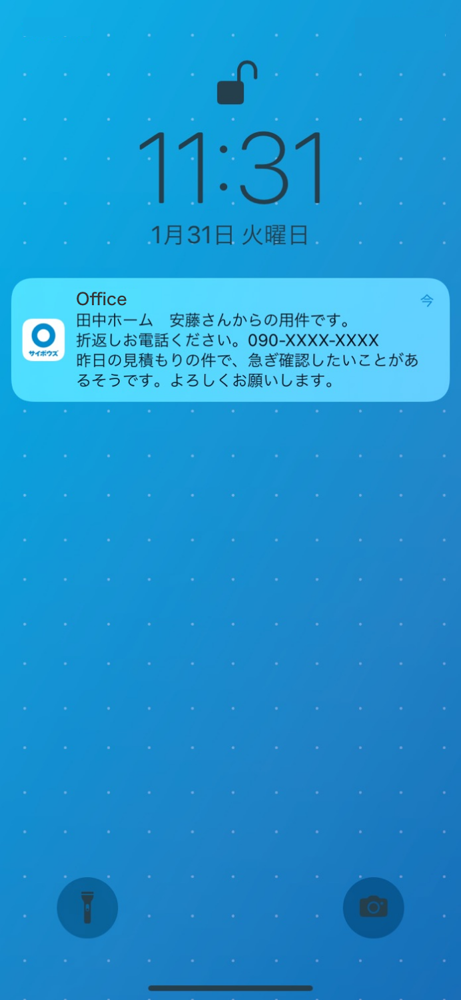 11:31
1月31日 火曜日
Office
今
田中ホーム　安藤さんからの用件です。
折返しお電話ください。090-XXXX-XXXX
昨日の見積もりの件で、急ぎ確認したいことがあ
るそうです。よろしくお願いします。
サイボウズ